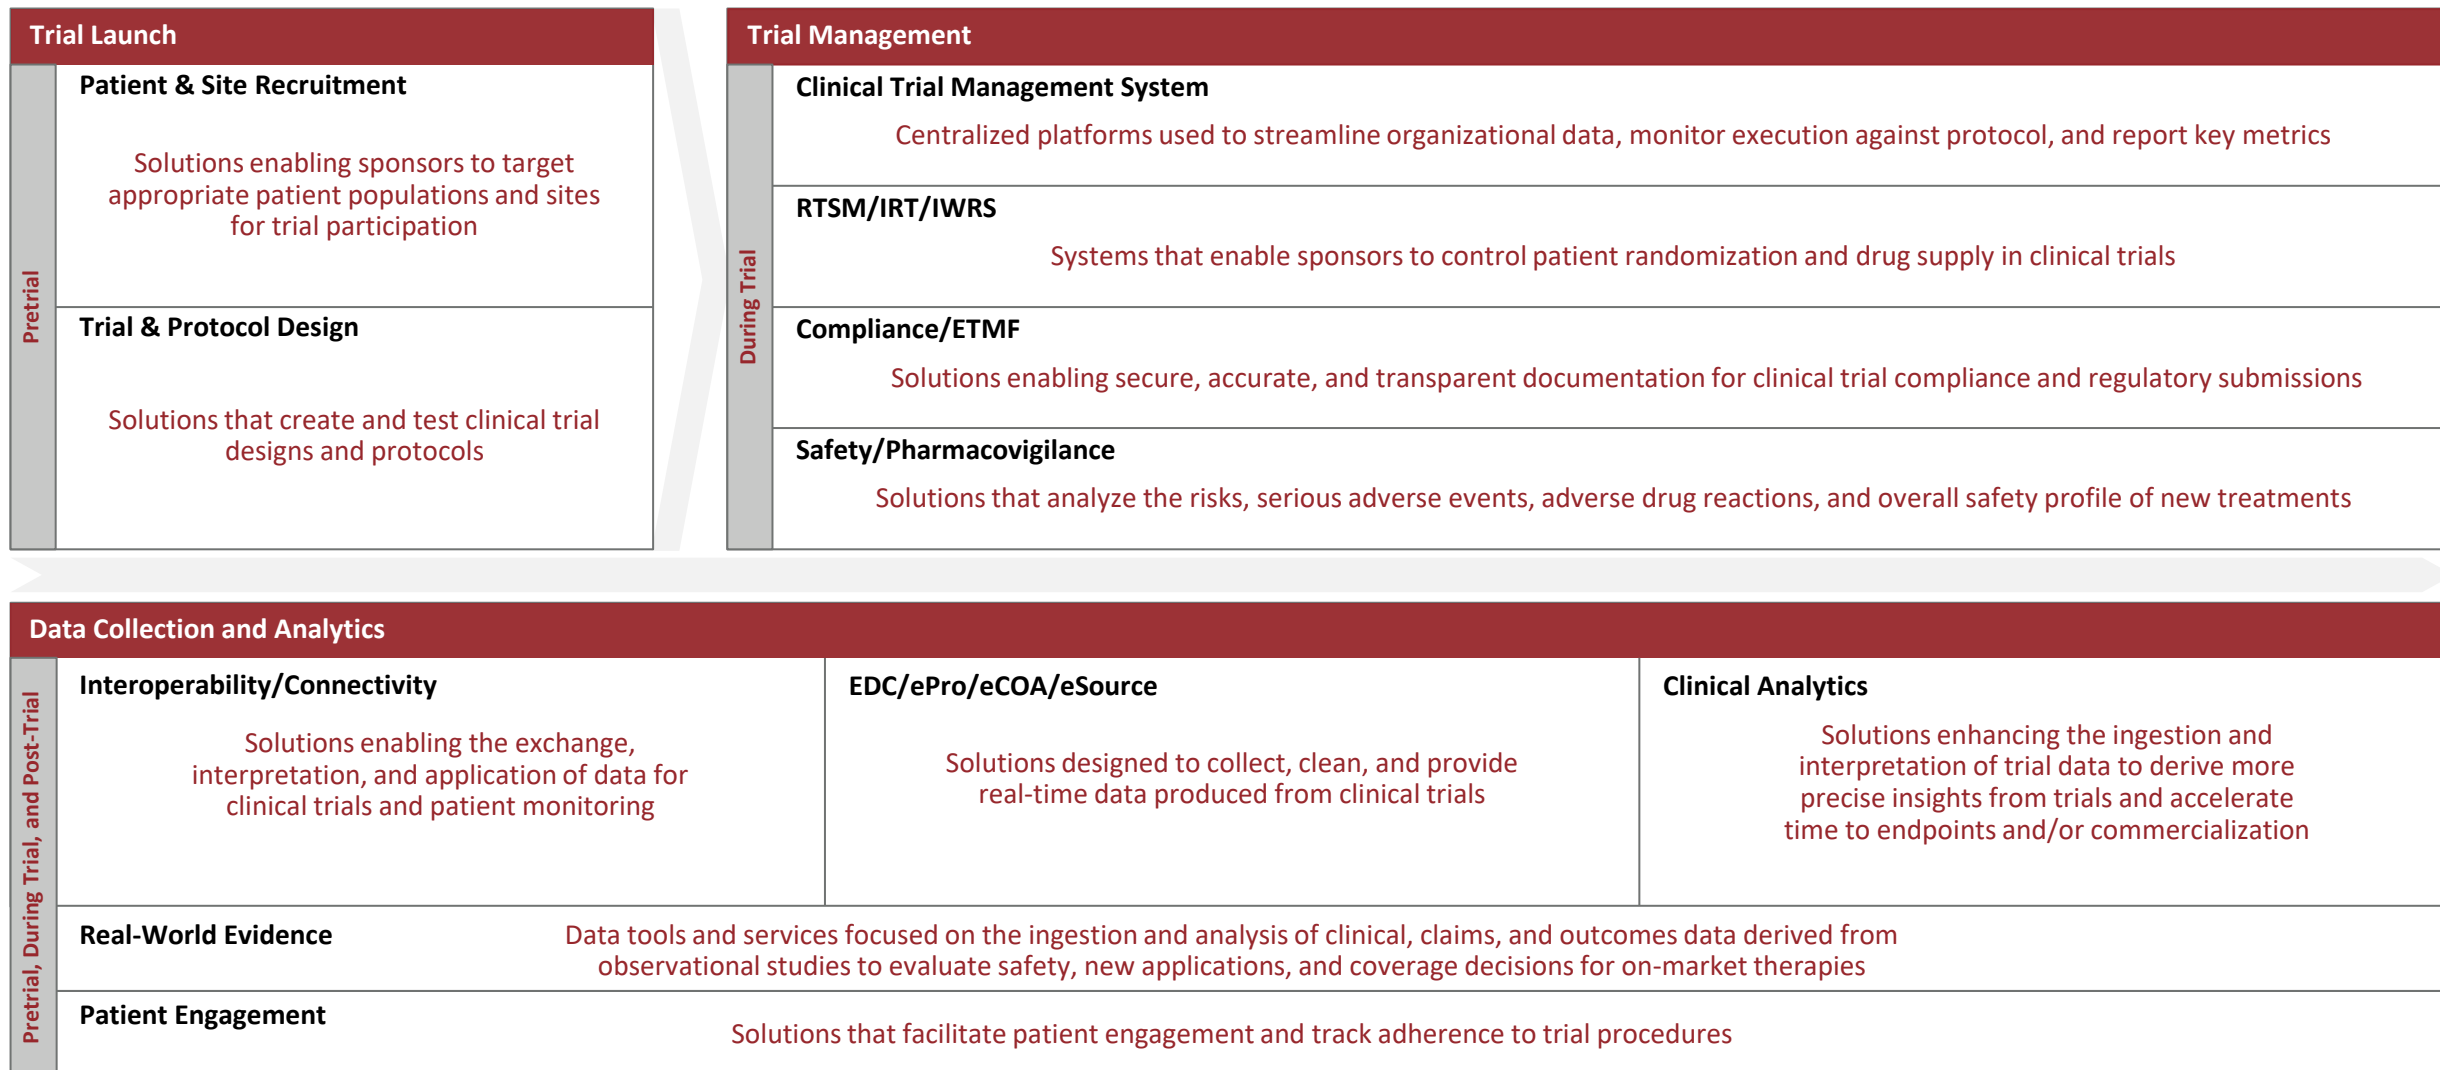 Trial Launch
Pretrial
Patient & Site Recruitment
Solutions enabling sponsors to target
appropriate patient populations and sites
for trial participation
Trial & Protocol Design
Solutions that create and test clinical trial
designs and protocols
Trial Management
During Trial
Clinical Trial Management System
Centralized platforms used to streamline organizational data, monitor execution against protocol, and report key metrics
RTSM/IRT/IWRS
Systems that enable sponsors to control patient randomization and drug supply in clinical trials
Compliance/ETMF
Solutions enabling secure, accurate, and transparent documentation for clinical trial compliance and regulatory submissions
Safety/Pharmacovigilance
Solutions that analyze the risks, serious adverse events, adverse drug reactions, and overall safety profile of new treatments
Data Collection and Analytics
Pretrial, During Trial, and Post-Trial
Interoperability/Connectivity
Solutions enabling the exchange,
interpretation, and application of data for
clinical trials and patient monitoring
EDC/ePro/eCOA/eSource
Solutions designed to collect, clean, and provide
real-time data produced from clinical trials
Clinical Analytics
Solutions enhancing the ingestion and
interpretation of trial data to derive more
precise insights from trials and accelerate
time to endpoints and/or commercialization
Real-World Evidence
Data tools and services focused on the ingestion and analysis of clinical, claims, and outcomes data derived from
observational studies to evaluate safety, new applications, and coverage decisions for on-market therapies
Patient Engagement
Solutions that facilitate patient engagement and track adherence to trial procedures